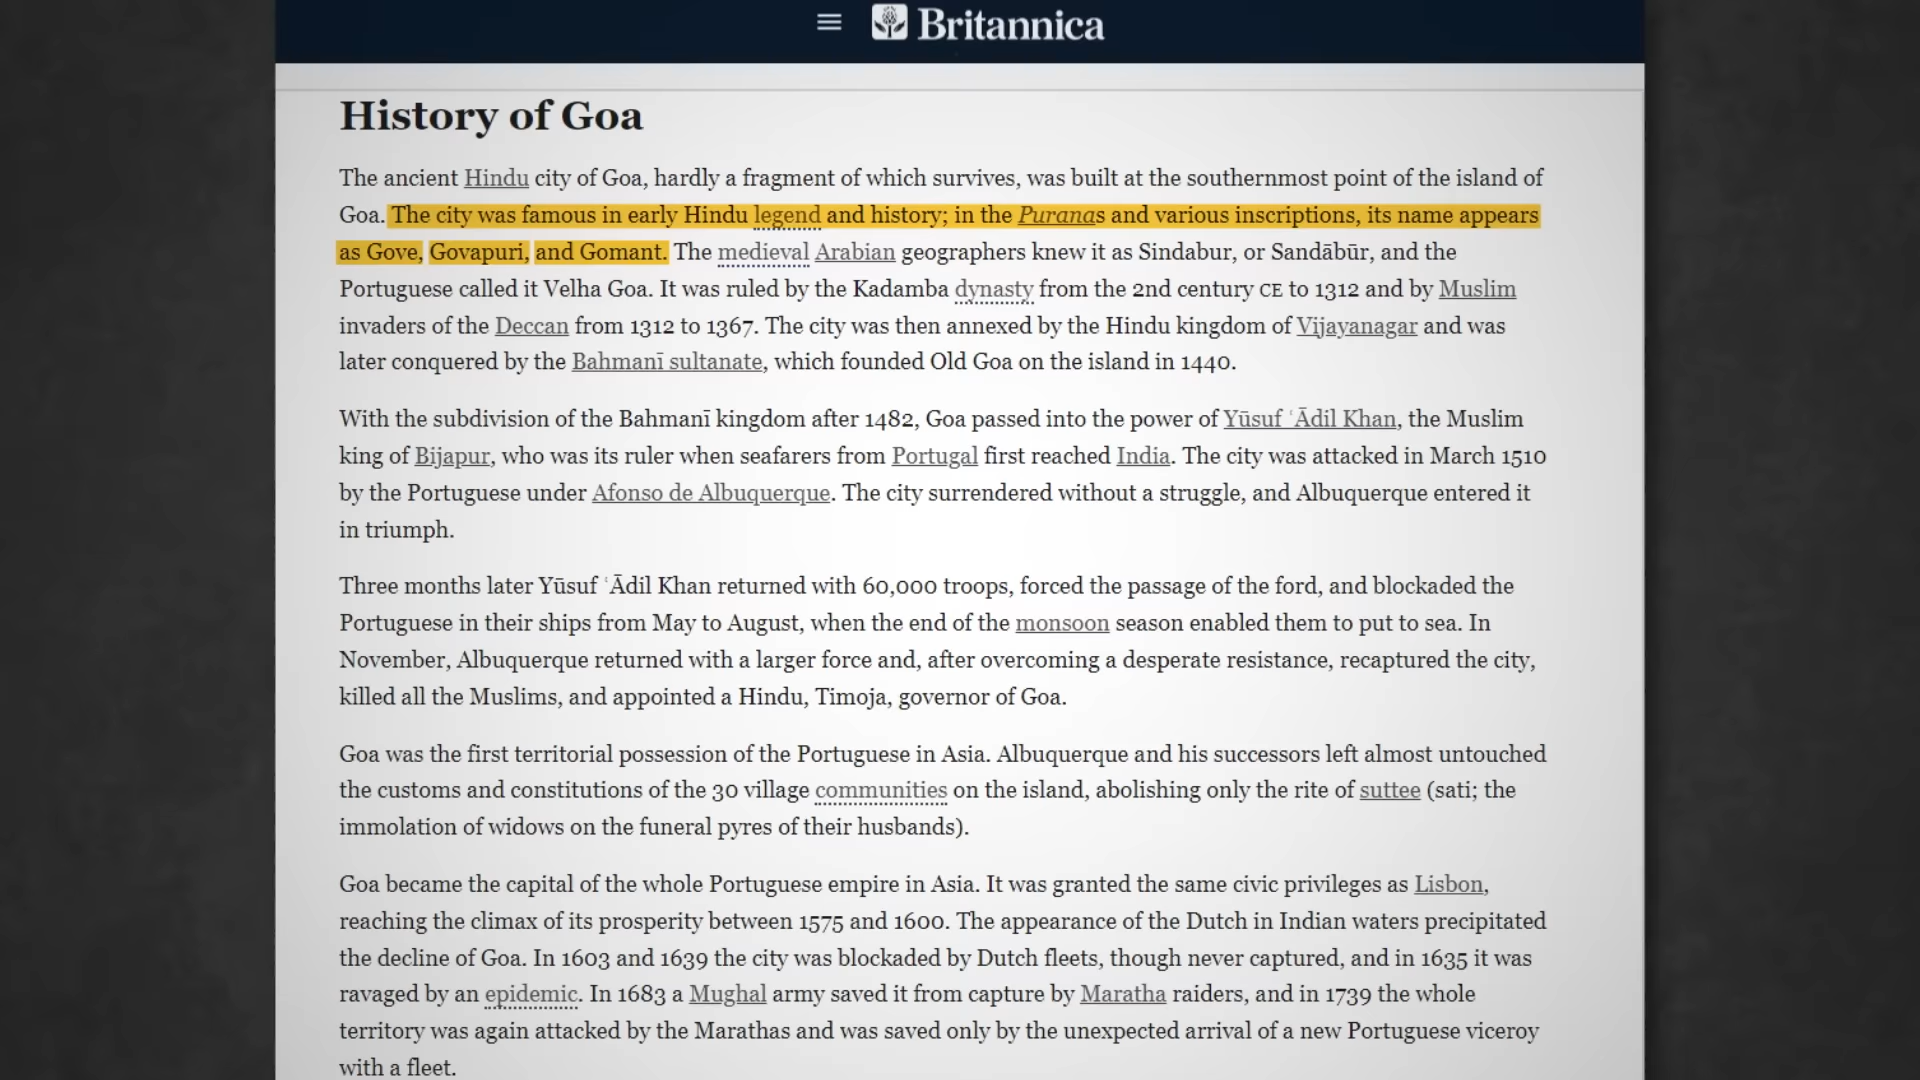 Britannica
History of Goa
The ancient Hindu city of Goa, hardly a fragment of which survives, was built at the southernmost point of the island of
Goa. The city was famous in early Hindu legend and history; in the Puranas and various inscriptions, its name appears
as Gove, Govapuri, and Gomant. The medieval Arabian geographers knew it as Sindabur, or Sandābūr, and the
Portuguese called it Velha Goa. It was ruled by the Kadamba dynasty from the 2nd century CE to 1312 and by Muslim
invaders of the Deccan from 1312 to 1367. The city was then annexed by the Hindu kingdom of Vijayanagar and was
later conquered by the Bahmanī sultanate, which founded Old Goa on the island in 1440.
With the subdivision of the Bahmanī kingdom after 1482, Goa passed into the power of Yūsuf ʿĀdil Khan, the Muslim
king of Bijapur, who was its ruler when seafarers from Portugal first reached India. The city was attacked in March 1510
by the Portuguese under Afonso de Albuquerque. The city surrendered without a struggle, and Albuquerque entered it
in triumph.
Three months later Yūsuf ʿĀdil Khan returned with 60,000 troops, forced the passage of the ford, and blockaded the
Portuguese in their ships from May to August, when the end of the monsoon season enabled them to put to sea. In
November, Albuquerque returned with a larger force and, after overcoming a desperate resistance, recaptured the city,
killed all the Muslims, and appointed a Hindu, Timoja, governor of Goa.
Goa was the first territorial possession of the Portuguese in Asia. Albuquerque and his successors left almost untouched
the customs and constitutions of the 30 village communities on the island, abolishing only the rite of suttee (sati; the
immolation of widows on the funeral pyres of their husbands).
Goa became the capital of the whole Portuguese empire in Asia. It was granted the same civic privileges as Lisbon,
reaching the climax of its prosperity between 1575 and 1600. The appearance of the Dutch in Indian waters precipitated
the decline of Goa. In 1603 and 1639 the city was blockaded by Dutch fleets, though never captured, and in 1635 it was
ravaged by an epidemic. In 1683 a Mughal army saved it from capture by Maratha raiders, and in 1739 the whole
territory was again attacked by the Marathas and was saved only by the unexpected arrival of a new Portuguese viceroy
with a fleet.